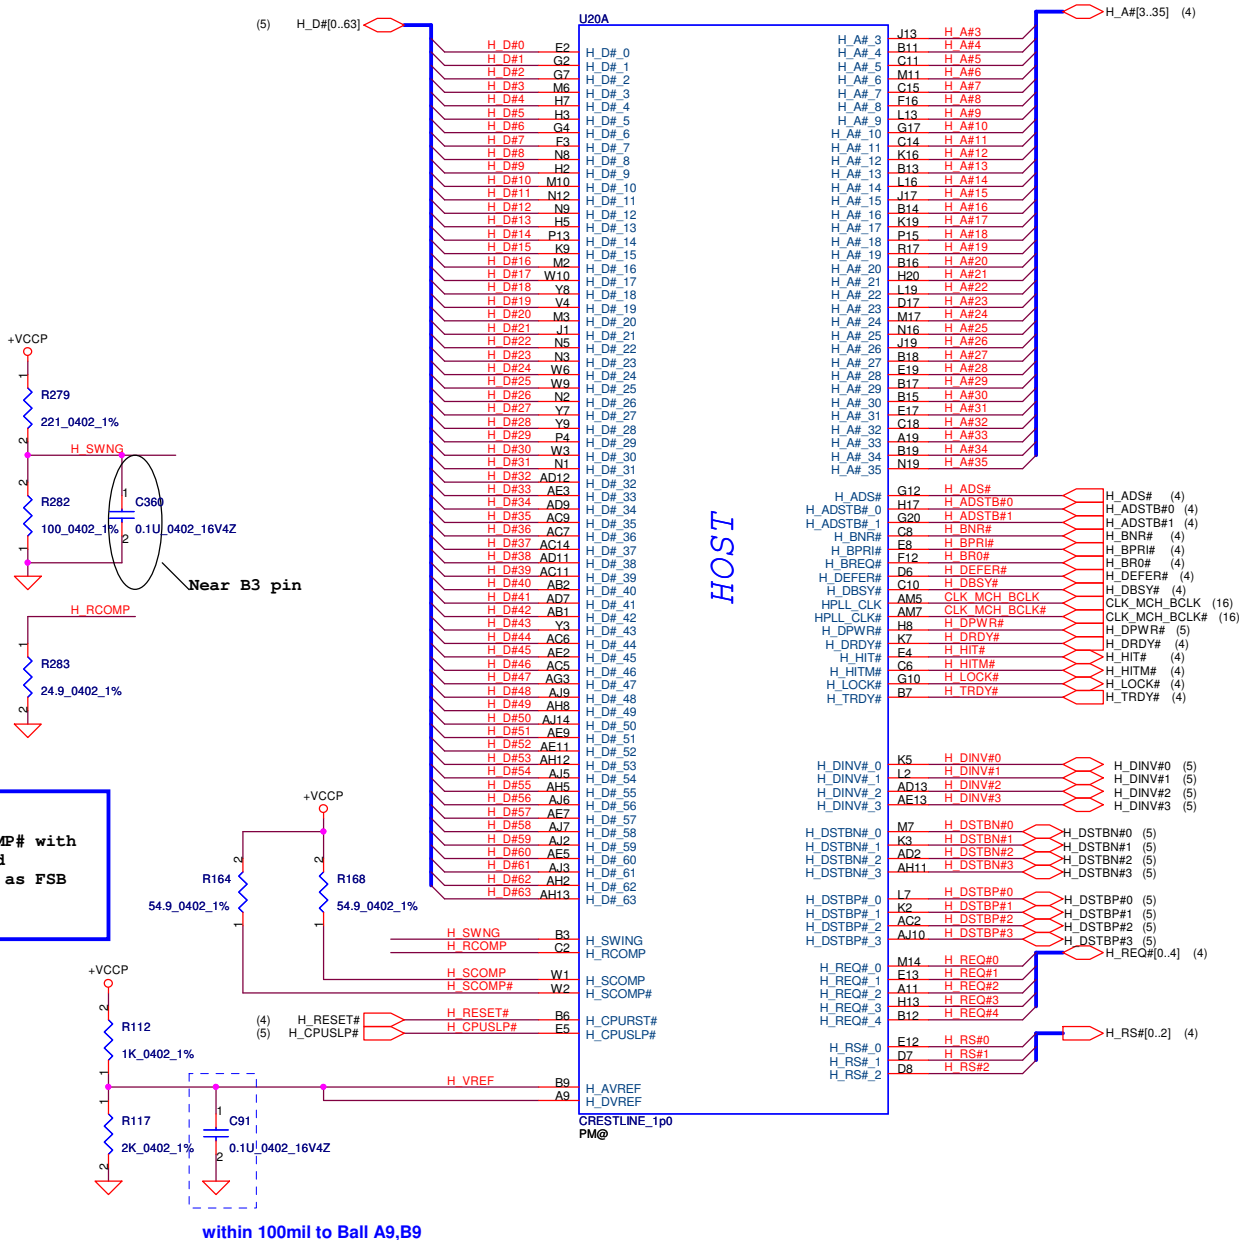 (5) H_D#[0..63]
U20A
H_A#[3..35] (4)
H_D#0 E2 H_D#_0
H_D#1 G2 H_D#_1
H_D#2 G7 H_D#_2
H_D#3 M6 H_D#_3
H_D#4 H7 H_D#_4
H_D#5 H3 H_D#_5
H_D#6 G4 H_D#_6
H_D#7 F3 H_D#_7
H_D#8 N8 H_D#_8
H_D#9 H2 H_D#_9
H_D#10 M10 H_D#_10
H_D#11 N12 H_D#_11
H_D#12 N9 H_D#_12
H_D#13 H5 H_D#_13
H_D#14 P13 H_D#_14
H_D#15 K9 H_D#_15
H_D#16 M2 H_D#_16
H_D#17 W10 H_D#_17
H_D#18 Y8 H_D#_18
H_D#19 V4 H_D#_19
H_D#20 M3 H_D#_20
H_D#21 J1 H_D#_21
H_D#22 N5 H_D#_22
H_D#23 N3 H_D#_23
H_D#24 W6 H_D#_24
H_D#25 W9 H_D#_25
H_D#26 N2 H_D#_26
H_D#27 Y7 H_D#_27
H_D#28 Y9 H_D#_28
H_D#29 P4 H_D#_29
H_D#30 W3 H_D#_30
H_D#31 N1 H_D#_31
H_D#32 AD12 H_D#_32
H_D#33 AE3 H_D#_33
H_D#34 AD9 H_D#_34
H_D#35 AC9 H_D#_35
H_D#36 AC7 H_D#_36
H_D#37 AC14 H_D#_37
H_D#38 AD11 H_D#_38
H_D#39 AC11 H_D#_39
H_D#40 AB2 H_D#_40
H_D#41 AD7 H_D#_41
H_D#42 AB1 H_D#_42
H_D#43 Y3 H_D#_43
H_D#44 AC6 H_D#_44
H_D#45 AE2 H_D#_45
H_D#46 AC5 H_D#_46
H_D#47 AG3 H_D#_47
H_D#48 AJ9 H_D#_48
H_D#49 AH8 H_D#_49
H_D#50 AJ14 H_D#_50
H_D#51 AE9 H_D#_51
H_D#52 AE11 H_D#_52
H_D#53 AH12 H_D#_53
H_D#54 AJ5 H_D#_54
H_D#55 AH5 H_D#_55
H_D#56 AJ6 H_D#_56
H_D#57 AE7 H_D#_57
H_D#58 AJ7 H_D#_58
H_D#59 AJ2 H_D#_59
H_D#60 AE5 H_D#_60
H_D#61 AJ3 H_D#_61
H_D#62 AH2 H_D#_62
H_D#63 AH13 H_D#_63
H_SWNG B3 H_SWING
H_RCOMP C2 H_RCOMP
H_SCOMP W1 H_SCOMP
H_SCOMP# W2 H_SCOMP#
(4) H_RESET# H_RESET# B6 H_CPURST#
(5) H_CPUSLP# H_CPUSLP# E5 H_CPUSLP#
H_VREF B9 H_AVREF
A9 H_DVREF
HOST
H_A#_3 J13 H_A#3
H_A#_4 B11 H_A#4
H_A#_5 C11 H_A#5
H_A#_6 M11 H_A#6
H_A#_7 C15 H_A#7
H_A#_8 F16 H_A#8
H_A#_9 L13 H_A#9
H_A#_10 G17 H_A#10
H_A#_11 C14 H_A#11
H_A#_12 K16 H_A#12
H_A#_13 B13 H_A#13
H_A#_14 L16 H_A#14
H_A#_15 J17 H_A#15
H_A#_16 B14 H_A#16
H_A#_17 K19 H_A#17
H_A#_18 P15 H_A#18
H_A#_19 R17 H_A#19
H_A#_20 B16 H_A#20
H_A#_21 H20 H_A#21
H_A#_22 L19 H_A#22
H_A#_23 D17 H_A#23
H_A#_24 M17 H_A#24
H_A#_25 N16 H_A#25
H_A#_26 J19 H_A#26
H_A#_27 B18 H_A#27
H_A#_28 E19 H_A#28
H_A#_29 B17 H_A#29
H_A#_30 B15 H_A#30
H_A#_31 E17 H_A#31
H_A#_32 C18 H_A#32
H_A#_33 A19 H_A#33
H_A#_34 B19 H_A#34
H_A#_35 N19 H_A#35
H_ADS# G12 H_ADS# H_ADS# (4)
H_ADSTB#_0 H17 H_ADSTB#0 H_ADSTB#0 (4)
H_ADSTB#_1 G20 H_ADSTB#1 H_ADSTB#1 (4)
H_BNR# C8 H_BNR# H_BNR# (4)
H_BPRI# E8 H_BPRI# H_BPRI# (4)
H_BREQ# F12 H_BR0# H_BR0# (4)
H_DEFER# D6 H_DEFER# H_DEFER# (4)
H_DBSY# C10 H_DBSY# H_DBSY# (4)
HPLL_CLK AM5 CLK_MCH_BCLK CLK_MCH_BCLK (16)
HPLL_CLK# AM7 CLK_MCH_BCLK# CLK_MCH_BCLK# (16)
H_DPWR# H8 H_DPWR# H_DPWR# (5)
H_DRDY# K7 H_DRDY# H_DRDY# (4)
H_HIT# E4 H_HIT# H_HIT# (4)
H_HITM# C6 H_HITM# H_HITM# (4)
H_LOCK# G10 H_LOCK# H_LOCK# (4)
H_TRDY# B7 H_TRDY# H_TRDY# (4)
H_DINV#_0 K5 H_DINV#0 H_DINV#0 (5)
H_DINV#_1 L2 H_DINV#1 H_DINV#1 (5)
H_DINV#_2 AD13 H_DINV#2 H_DINV#2 (5)
H_DINV#_3 AE13 H_DINV#3 H_DINV#3 (5)
H_DSTBN#_0 M7 H_DSTBN#0 H_DSTBN#0 (5)
H_DSTBN#_1 K3 H_DSTBN#1 H_DSTBN#1 (5)
H_DSTBN#_2 AD2 H_DSTBN#2 H_DSTBN#2 (5)
H_DSTBN#_3 AH11 H_DSTBN#3 H_DSTBN#3 (5)
H_DSTBP#_0 L7 H_DSTBP#0 H_DSTBP#0 (5)
H_DSTBP#_1 K2 H_DSTBP#1 H_DSTBP#1 (5)
H_DSTBP#_2 AC2 H_DSTBP#2 H_DSTBP#2 (5)
H_DSTBP#_3 AJ10 H_DSTBP#3 H_DSTBP#3 (5)
H_REQ#[0..4] (4)
H_REQ#_0 M14 H_REQ#0
H_REQ#_1 E13 H_REQ#1
H_REQ#_2 A11 H_REQ#2
H_REQ#_3 H13 H_REQ#3
H_REQ#_4 B12 H_REQ#4
H_RS#[0..2] (4)
H_RS#_0 E12 H_RS#0
H_RS#_1 D7 H_RS#1
H_RS#_2 D8 H_RS#2
CRESTLINE_1p0
PM@
+VCCP
1
R279
221_0402_1%
2
H_SWNG
2
R282
100_0402_1%
1
1
C360
0.1U_0402_16V4Z
2
Near B3 pin
H_RCOMP
1
R283
24.9_0402_1%
2
MP# with
d
as FSB
+VCCP
2 2
R164 R168
54.9_0402_1% 54.9_0402_1%
1 1
+VCCP
2
R112
1K_0402_1%
1
1
R117
2K_0402_1%
2
1
C91
0.1U_0402_16V4Z
2
within 100mil to Ball A9,B9